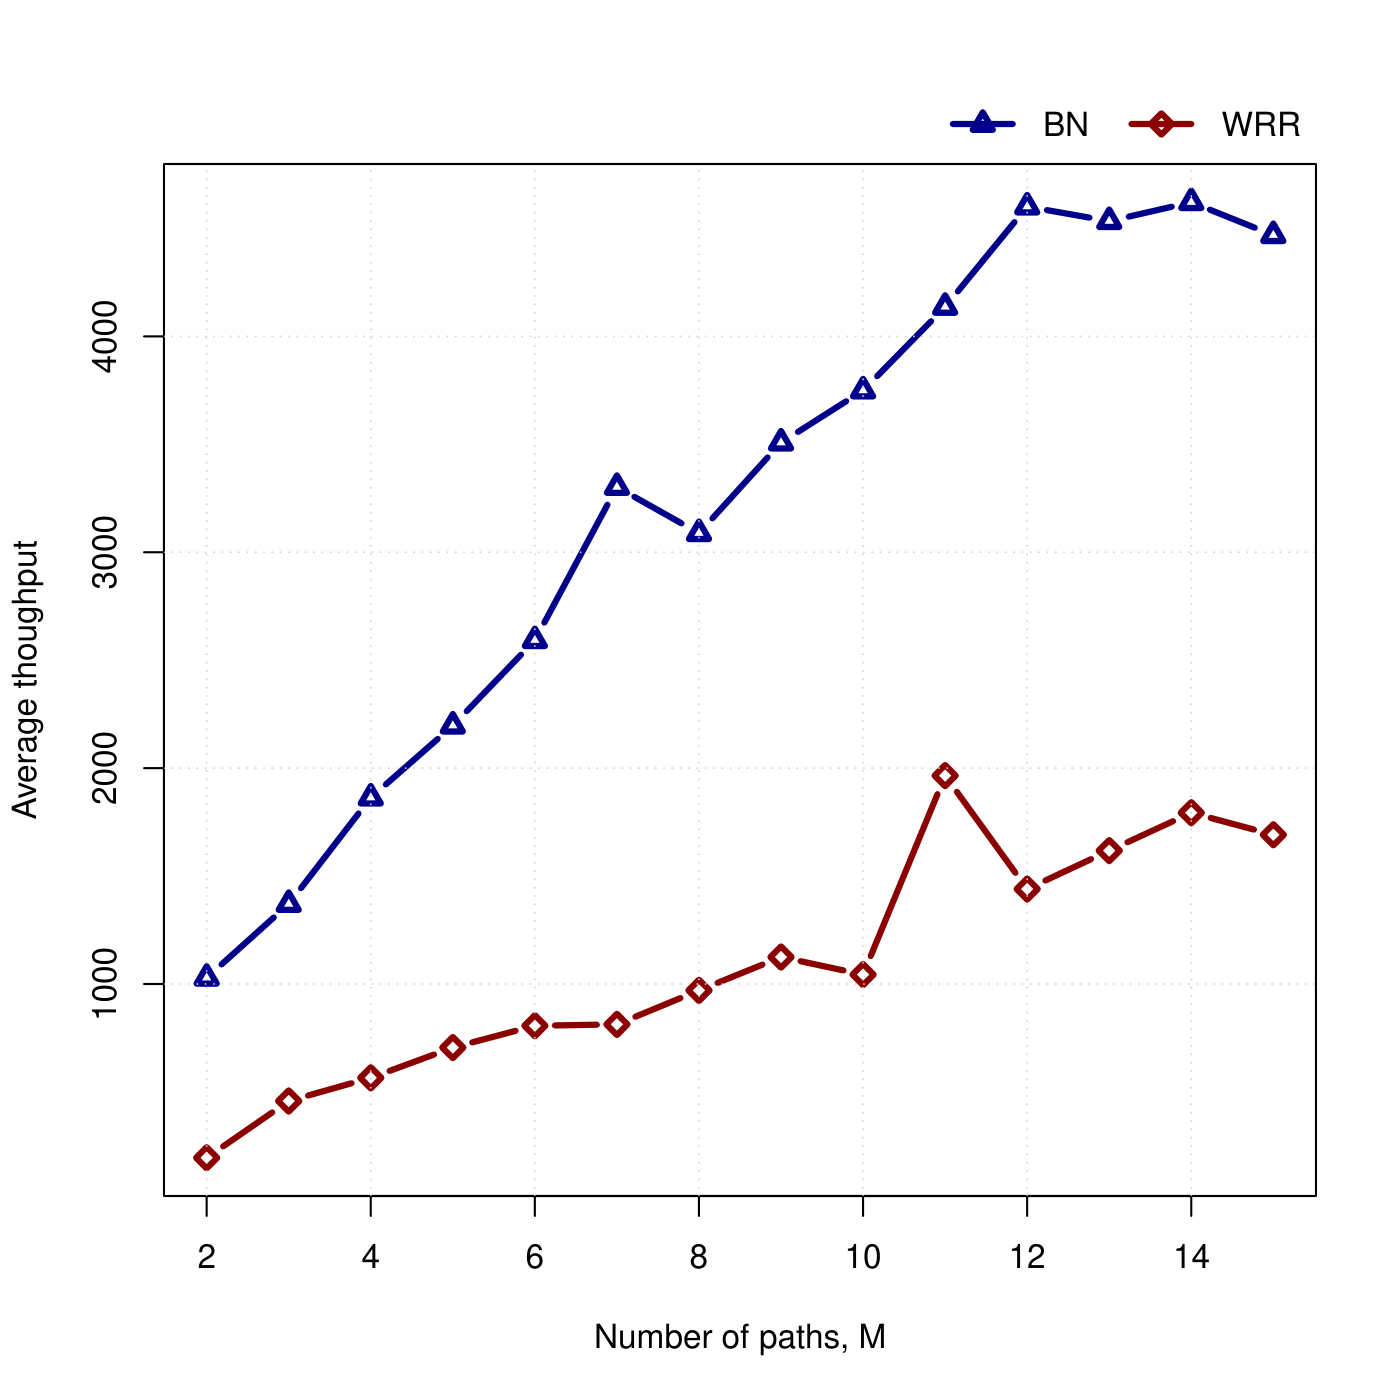 BN WRR
4000
3000
2000
1000
Average thoughput
2 4 6 8 10 12 14
Number of paths, M